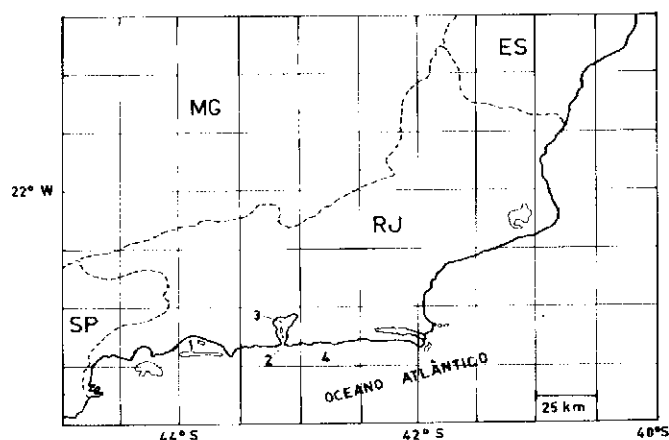 ES
MG
22° W
RJ
3
SP
1
2
4
OCEANO ATLÂNTICO
25 km
44°S
42°S
40°S